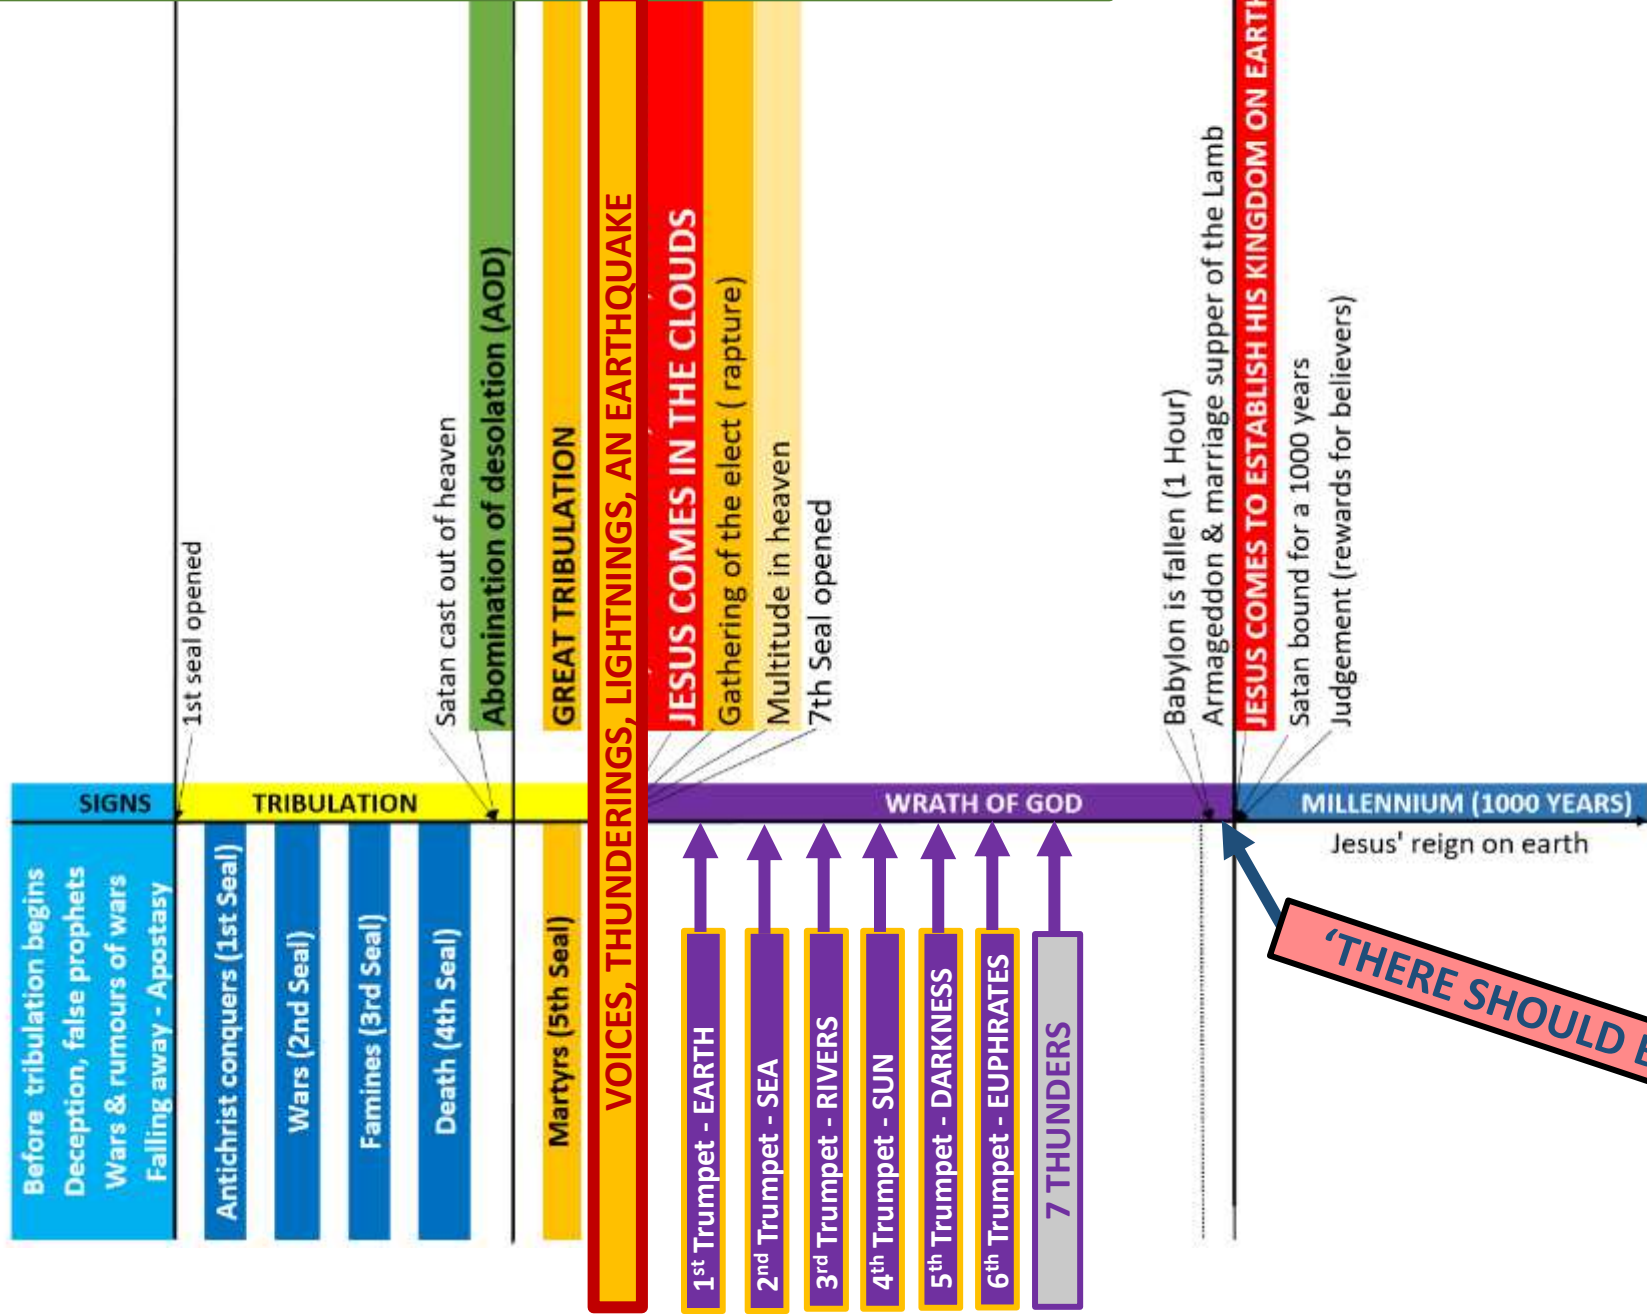 1st seal opened
Satan cast out of heaven
Abomination of desolation (AOD)
GREAT TRIBULATION
VOICES, THUNDERINGS, LIGHTNINGS, AN EARTHQUAKE
JESUS COMES IN THE CLOUDS
Gathering of the elect ( rapture)
Multitude in heaven
7th Seal opened
Babylon is fallen (1 Hour)
Armageddon & marriage supper of the Lamb
JESUS COMES TO ESTABLISH HIS KINGDOM ON EARTH
Satan bound for a 1000 years
Judgement (rewards for believers)
SIGNS
TRIBULATION
WRATH OF GOD
MILLENNIUM (1000 YEARS)
Jesus' reign on earth
Before tribulation begins
Deception, false prophets
Wars & rumours of wars
Falling away - Apostasy
Antichrist conquers (1st Seal)
Wars (2nd Seal)
Famines (3rd Seal)
Death (4th Seal)
Martyrs (5th Seal)
1st Trumpet - EARTH
2nd Trumpet - SEA
3rd Trumpet - RIVERS
4th Trumpet - SUN
5th Trumpet - DARKNESS
6th Trumpet - EUPHRATES
7 THUNDERS
‘THERE SHOULD